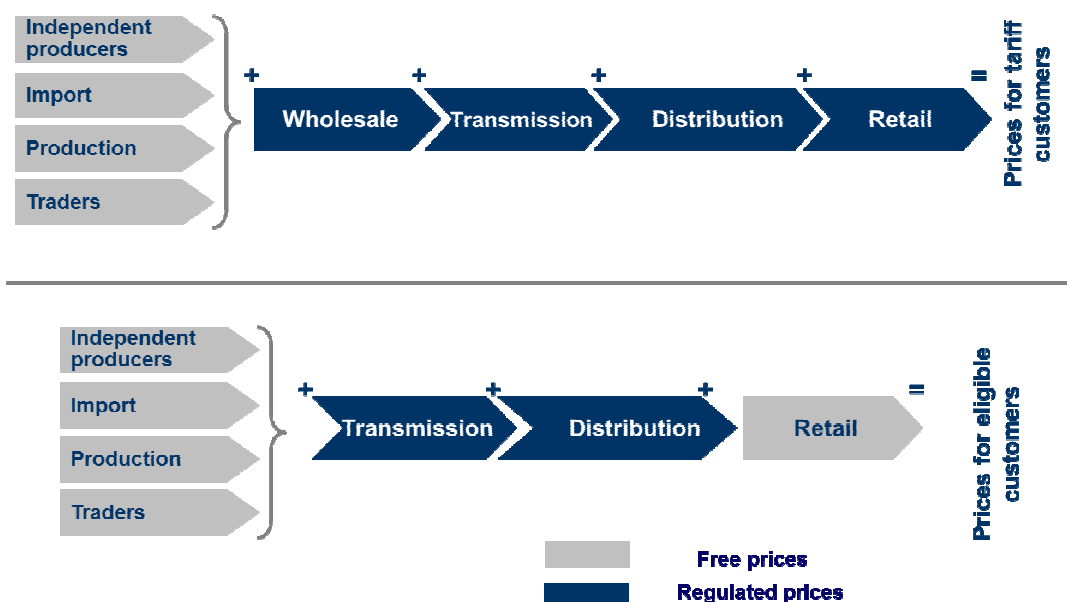 Independent
producers
Import
Production
Traders
+ + + + =
Wholesale Transmission Distribution Retail
Prices for tariff
customers
Independent
producers
Import
Production
Traders
+ + + =
Transmission Distribution Retail
Prices for eligible
customers
Free prices
Regulated prices